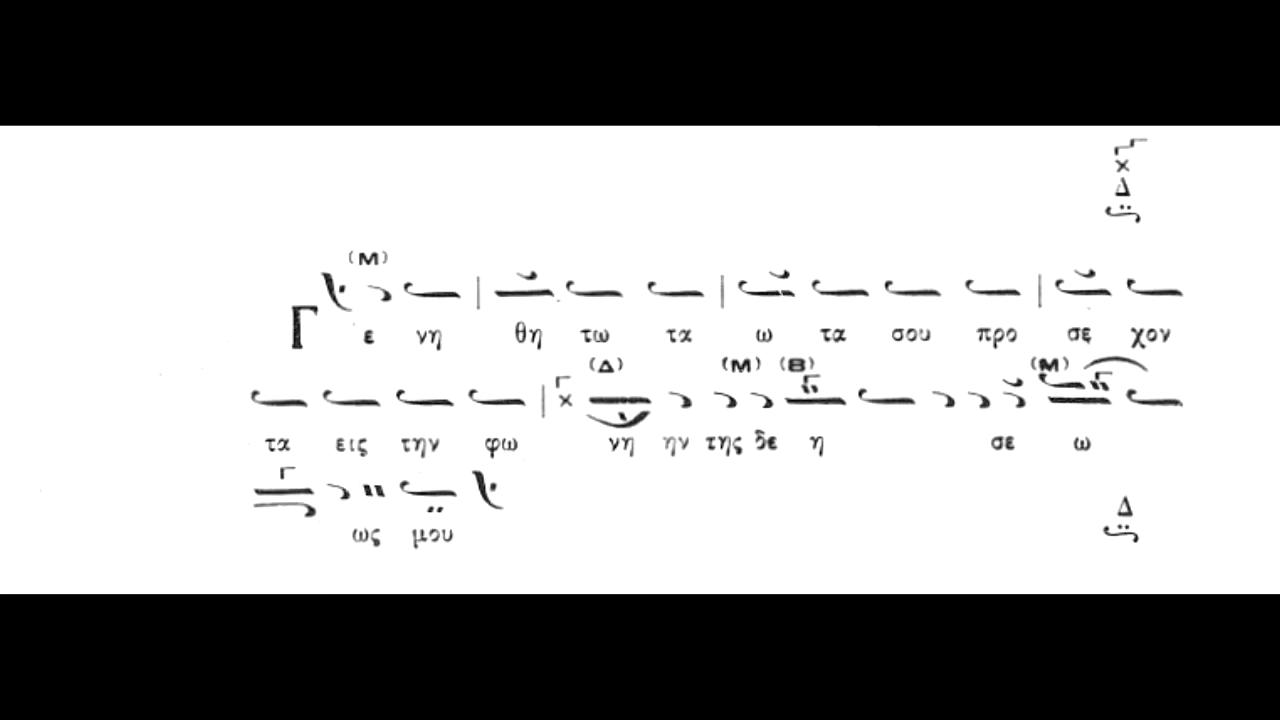 Δ
(Μ)
Γ ε νη θη τω τα ω τα σου προ σε χον
(Δ) (Μ) (Β) (Μ)
τα εις την φω νη ην της δε η σε ω
ως μου
Δ